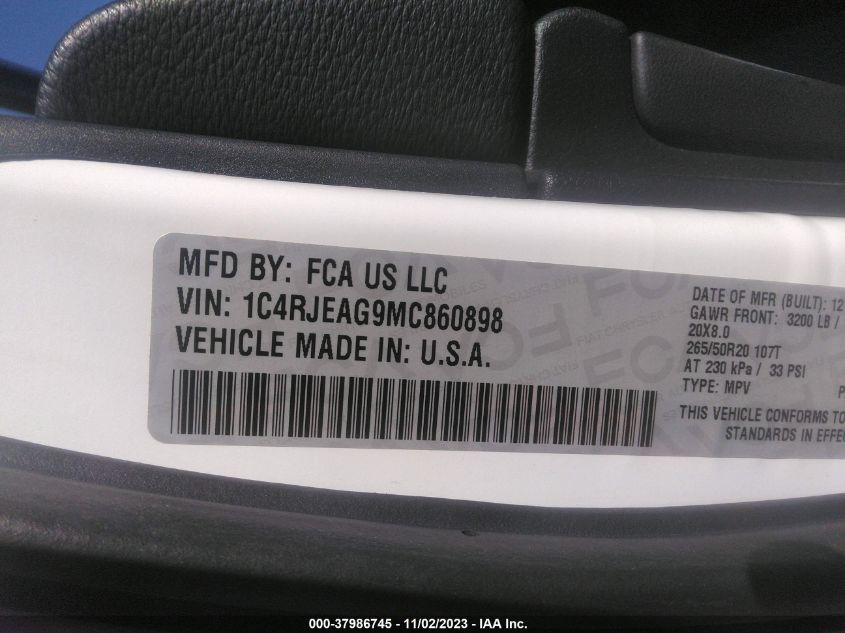 MFD BY: FCA US LLC
VIN: 1C4RJEAG9MC860898
VEHICLE MADE IN: U.S.A.
DATE OF MFR (BUILT): 12
GAWR FRONT: 3200 LB /
20X8.0
265/50R20 107T
AT 230 kPa / 33 PSI
TYPE: MPV P
THIS VEHICLE CONFORMS TO
STANDARDS IN EFFEC
000-37986745 - 11/02/2023 - IAA Inc.